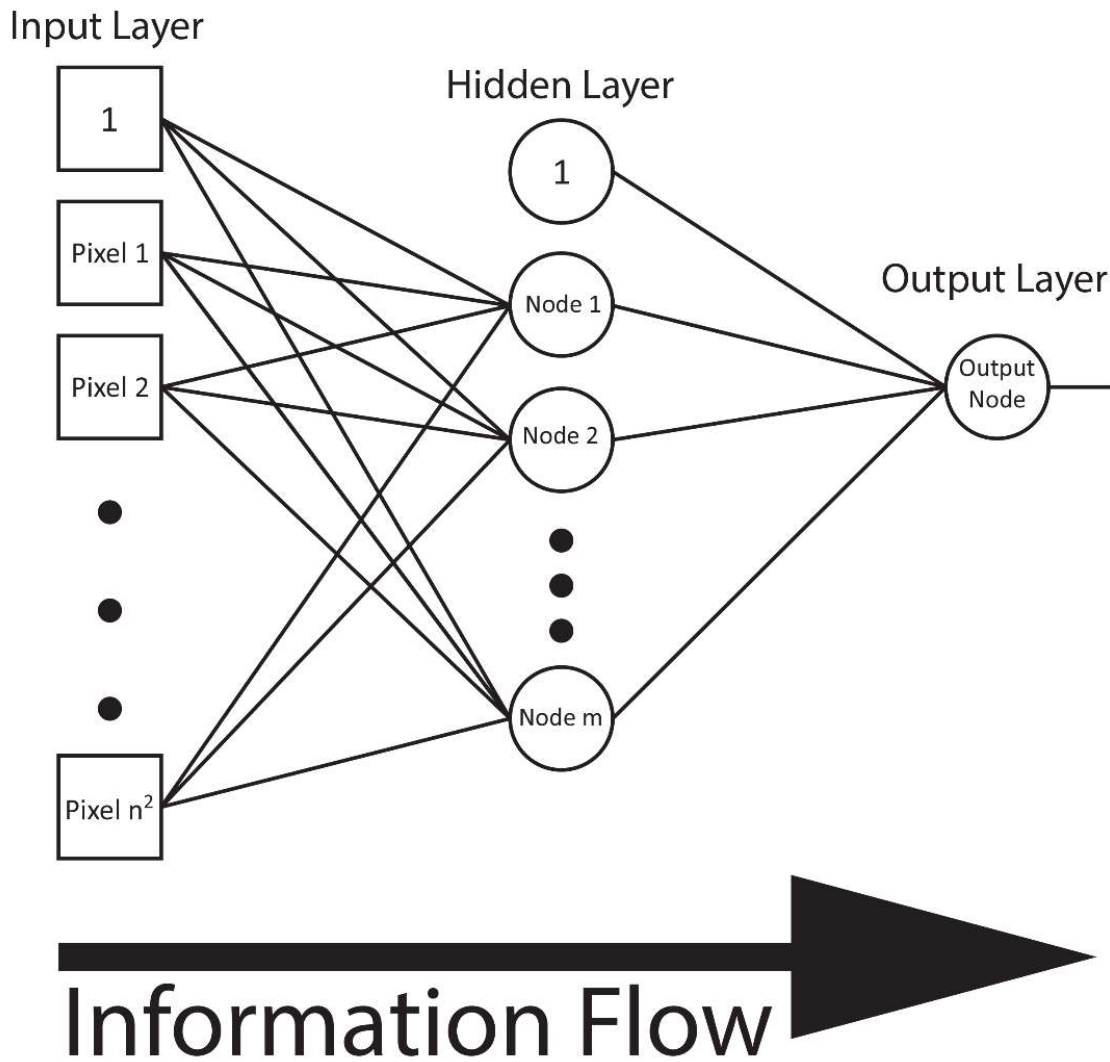 Input Layer
1
Pixel 1
Pixel 2
Pixel n²
Hidden Layer
1
Node 1
Node 2
Node m
Output Layer
Output
Node
Information Flow